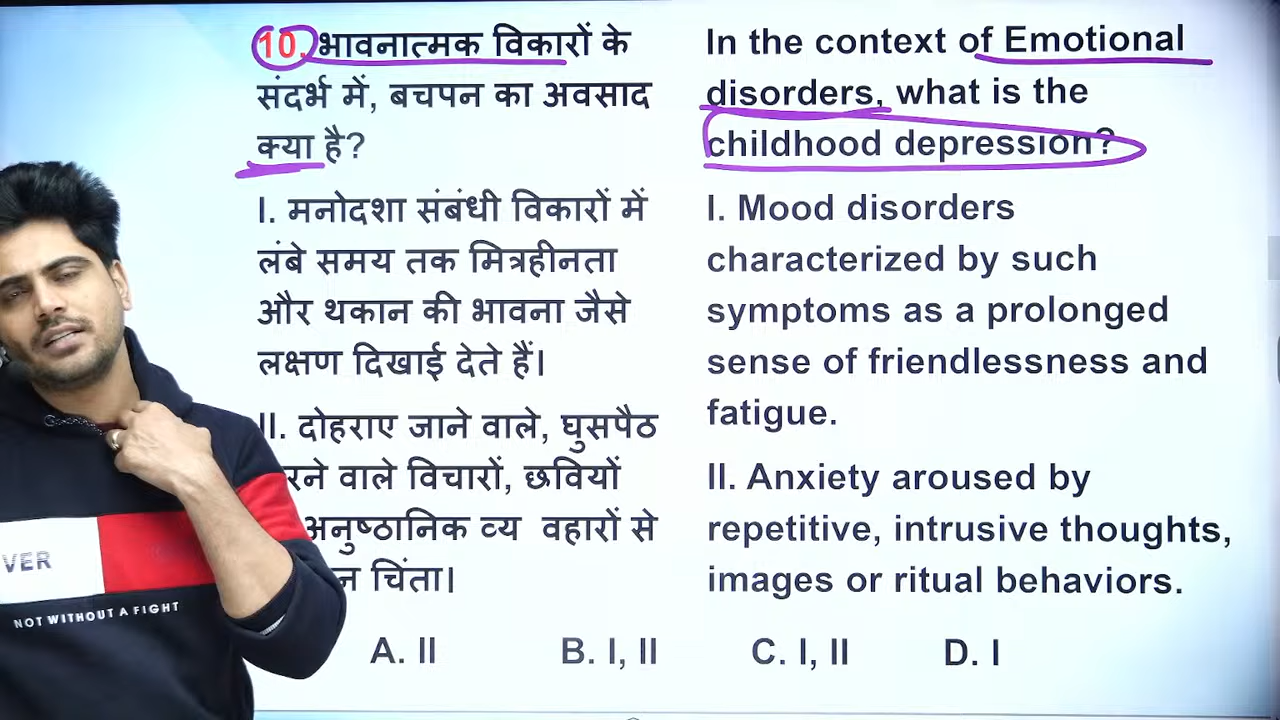 10. भावनात्मक विकारों के
संदर्भ में, बचपन का अवसाद
क्या है?
I. मनोदशा संबंधी विकारों में
लंबे समय तक मित्रहीनता
और थकान की भावना जैसे
लक्षण दिखाई देते हैं।
II. दोहराए जाने वाले, घुसपैठ
रने वाले विचारों, छवियों
अनुष्ठानिक व्य वहारों से
न चिंता।
In the context of Emotional
disorders, what is the
childhood depression?
I. Mood disorders
characterized by such
symptoms as a prolonged
sense of friendlessness and
fatigue.
II. Anxiety aroused by
repetitive, intrusive thoughts,
images or ritual behaviors.
A. II B. I, II C. I, II D. I
VER
NOT WITHOUT A FIGHT